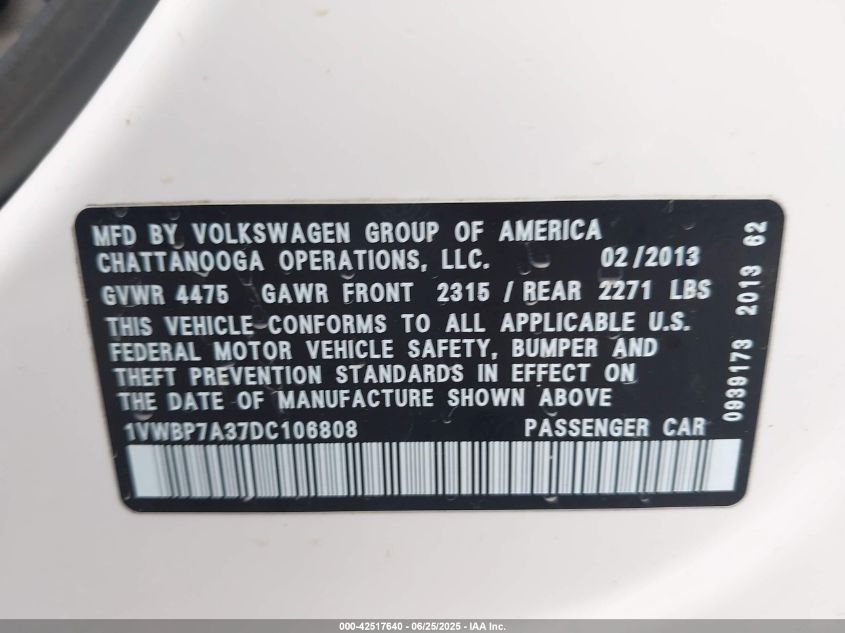 MFD BY VOLKSWAGEN GROUP OF AMERICA
CHATTANOOGA OPERATIONS, LLC. 02/2013
GVWR 4475 GAWR FRONT 2315 / REAR 2271 LBS
THIS VEHICLE CONFORMS TO ALL APPLICABLE U.S.
FEDERAL MOTOR VEHICLE SAFETY, BUMPER AND
THEFT PREVENTION STANDARDS IN EFFECT ON
THE DATE OF MANUFACTURE SHOWN ABOVE
1VWBP7A37DC106808 PASSENGER CAR
0939173 2013 62
000-42517640 - 06/25/2025 - IAA Inc.